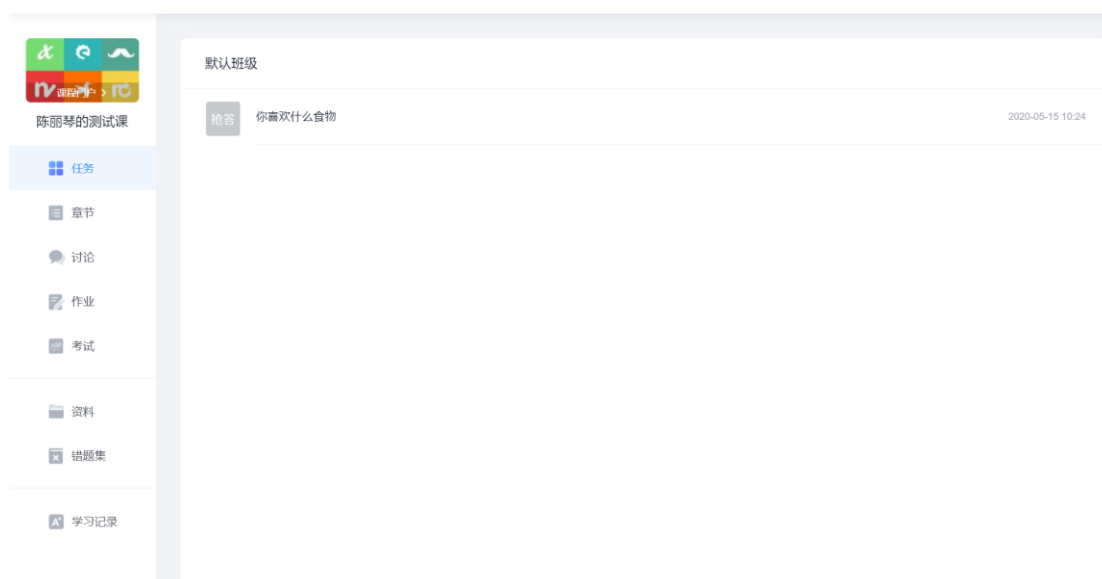 课程门户 >
陈丽琴的测试课
任务
章节
讨论
作业
考试
资料
错题集
学习记录
默认班级
抢答
你喜欢什么食物
2020-05-15 10:24